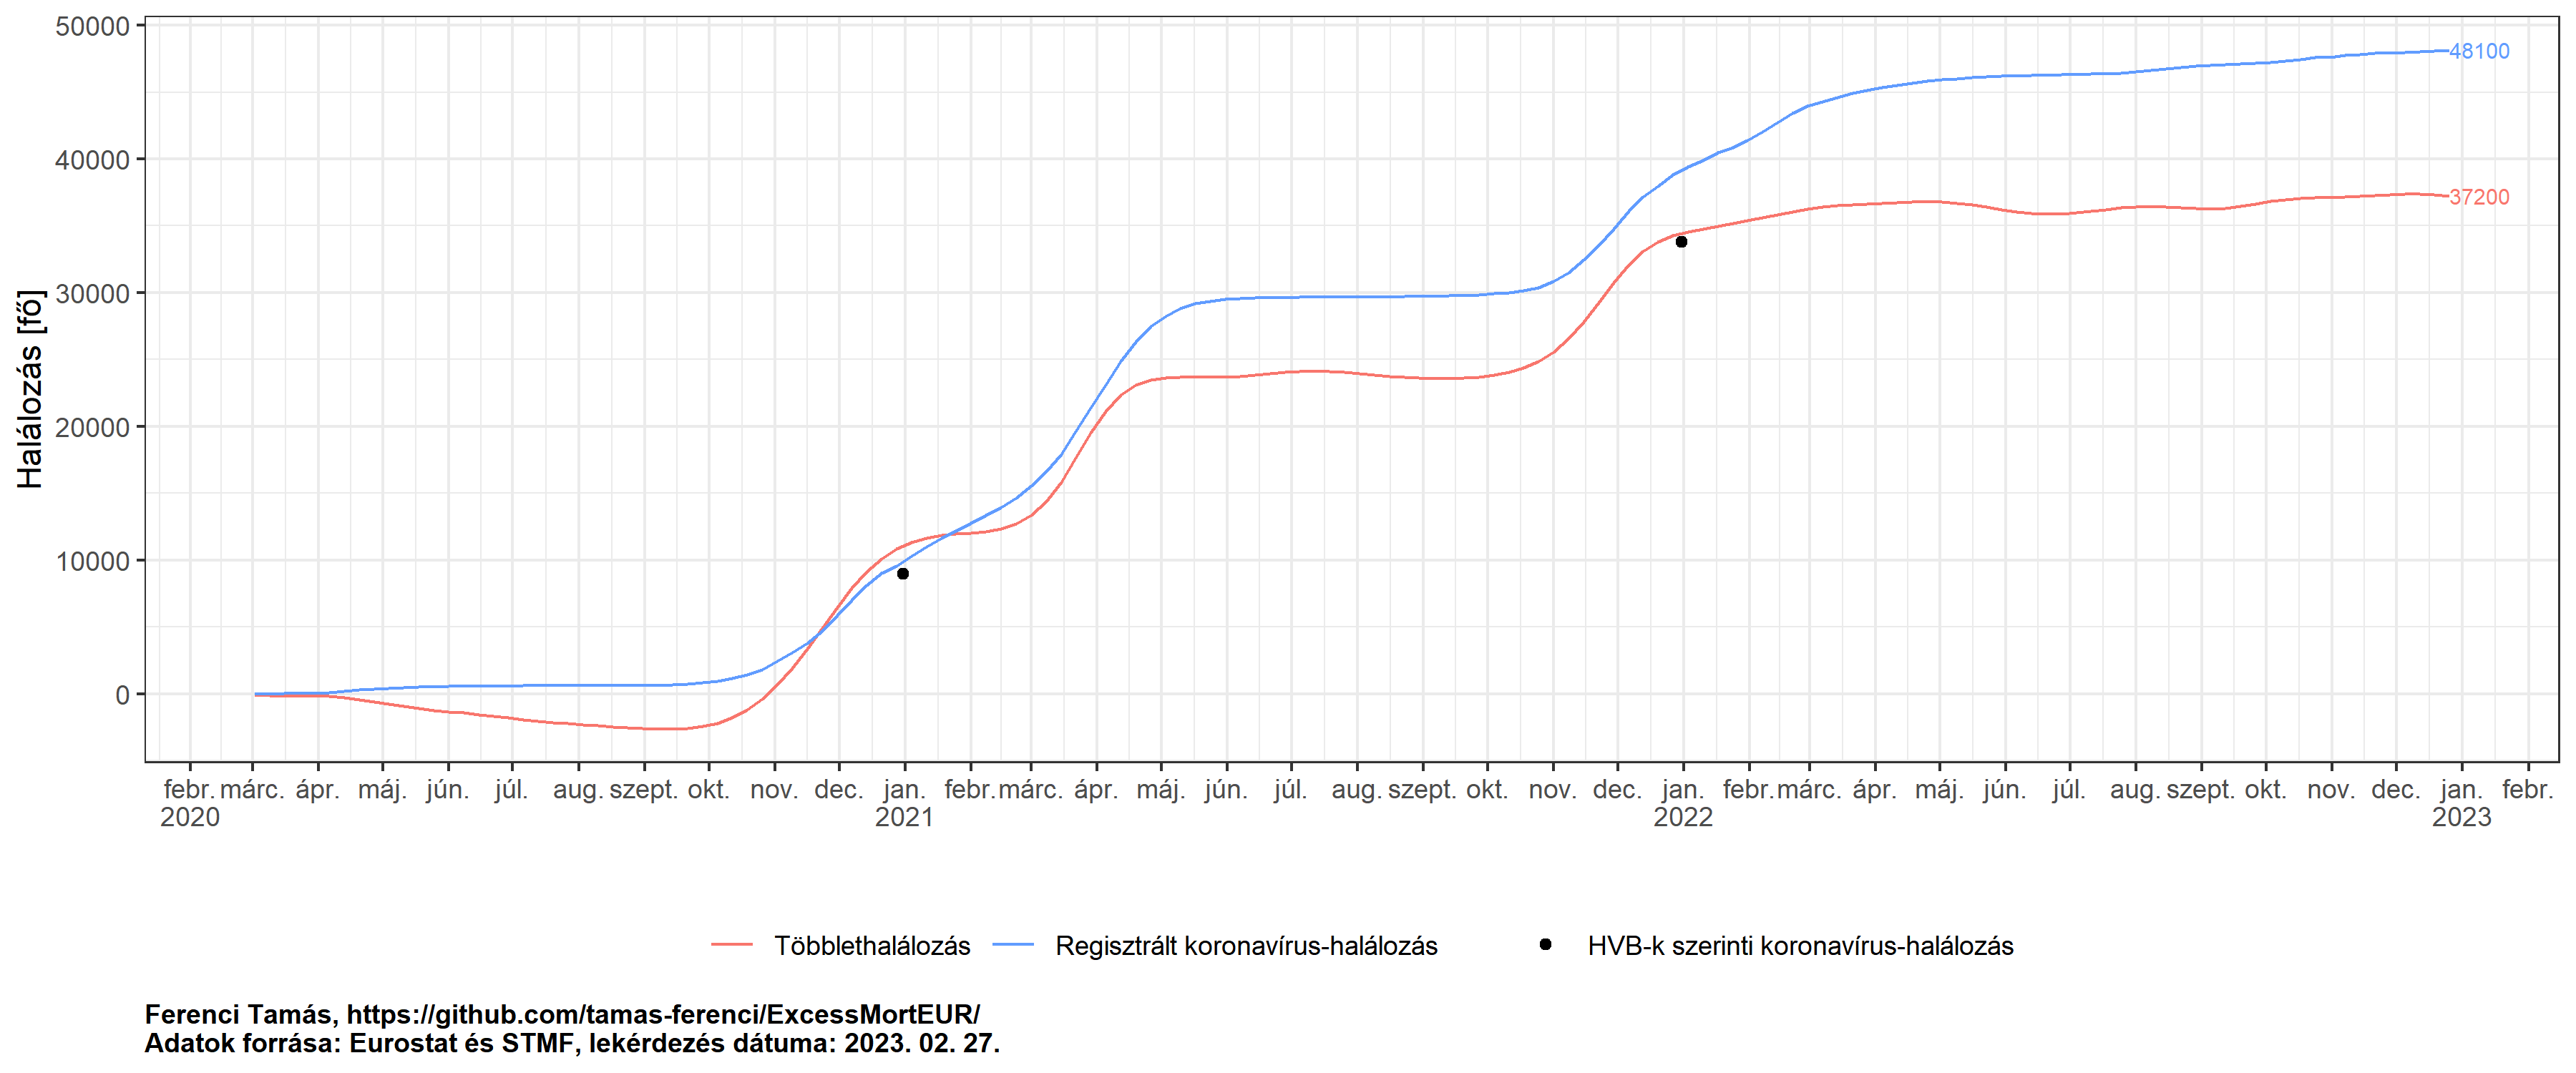 50000
40000
30000
20000
10000
0
Halálozás [fő]
48100
37200
febr. márc. ápr. máj. jún. júl. aug. szept. okt. nov. dec. jan. febr. márc. ápr. máj. jún. júl. aug. szept. okt. nov. dec. jan. febr. márc. ápr. máj. jún. júl. aug. szept. okt. nov. dec. jan. febr.
2020 2021 2022 2023
Többlethalálozás Regisztrált koronavírus-halálozás HVB-k szerinti koronavírus-halálozás
Ferenci Tamás, https://github.com/tamas-ferenci/ExcessMortEUR/
Adatok forrása: Eurostat és STMF, lekérdezés dátuma: 2023. 02. 27.